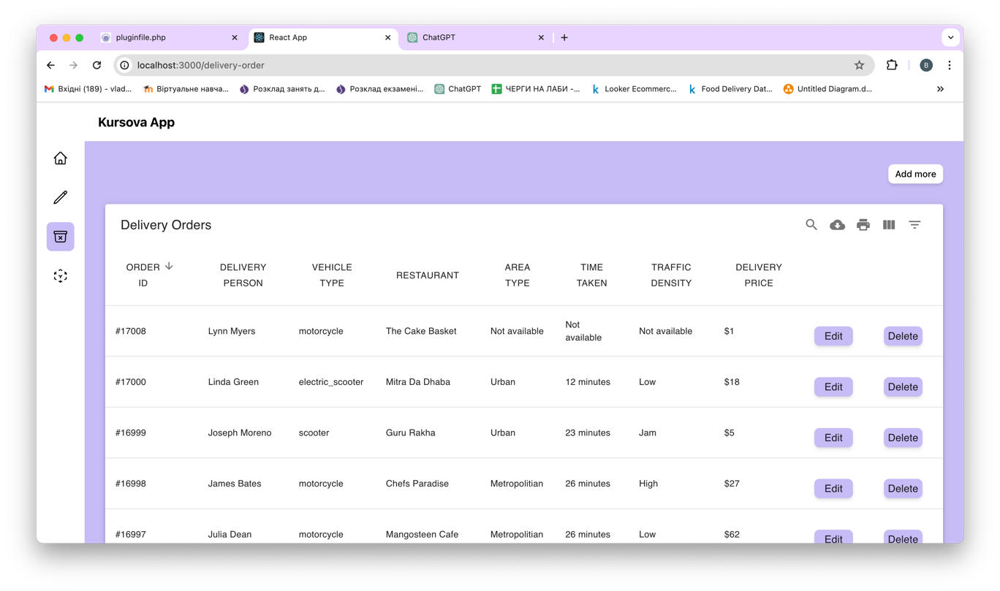 pluginfile.php
React App
ChatGPT
localhost:3000/delivery-order
B
Вхідні (189) - vlad...
Віртуальне навча...
Розклад занять д...
Розклад екзамені...
ChatGPT
ЧЕРГИ НА ЛАБИ -...
Looker Ecommerc...
Food Delivery Dat...
Untitled Diagram.d...
Kursova App
Add more
Delivery Orders
ORDER ID
DELIVERY PERSON
VEHICLE TYPE
RESTAURANT
AREA TYPE
TIME TAKEN
TRAFFIC DENSITY
DELIVERY PRICE
#17008 Lynn Myers motorcycle The Cake Basket Not available Not available Not available $1 Edit Delete
#17000 Linda Green electric_scooter Mitra Da Dhaba Urban 12 minutes Low $18 Edit Delete
#16999 Joseph Moreno scooter Guru Rakha Urban 23 minutes Jam $5 Edit Delete
#16998 James Bates motorcycle Chefs Paradise Metropolitian 26 minutes High $27 Edit Delete
#16997 Julia Dean motorcycle Mangosteen Cafe Metropolitian 26 minutes Low $62 Edit Delete